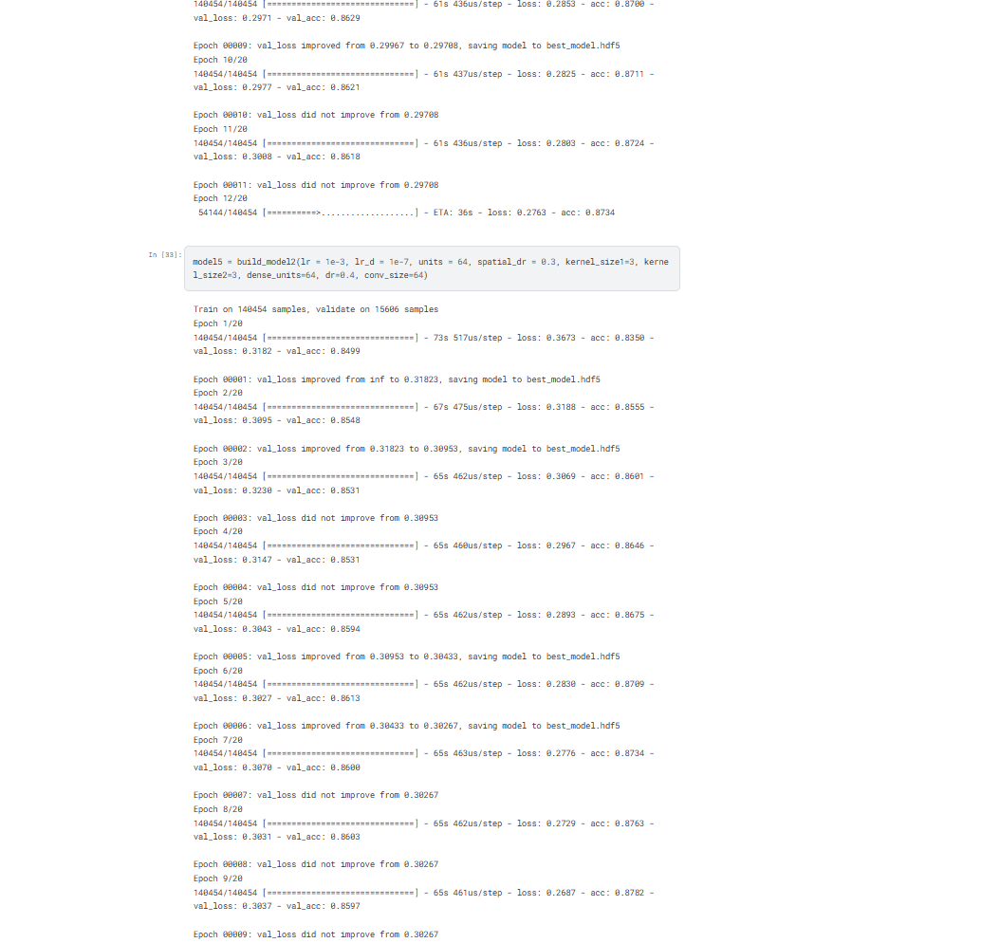 140454/140454 [==============================] - 61s 436us/step - loss: 0.2853 - acc: 0.8700 -
val_loss: 0.2971 - val_acc: 0.8629
Epoch 00009: val_loss improved from 0.29967 to 0.29708, saving model to best_model.hdf5
Epoch 10/20
140454/140454 [==============================] - 61s 437us/step - loss: 0.2825 - acc: 0.8711 -
val_loss: 0.2977 - val_acc: 0.8621
Epoch 00010: val_loss did not improve from 0.29708
Epoch 11/20
140454/140454 [==============================] - 61s 436us/step - loss: 0.2803 - acc: 0.8724 -
val_loss: 0.3008 - val_acc: 0.8618
Epoch 00011: val_loss did not improve from 0.29708
Epoch 12/20
54144/140454 [==========>...................] - ETA: 36s - loss: 0.2763 - acc: 0.8734
In [33]:
model5 = build_model2(lr = 1e-3, lr_d = 1e-7, units = 64, spatial_dr = 0.3, kernel_size1=3, kerne
l_size2=3, dense_units=64, dr=0.4, conv_size=64)
Train on 140454 samples, validate on 15606 samples
Epoch 1/20
140454/140454 [==============================] - 73s 517us/step - loss: 0.3673 - acc: 0.8350 -
val_loss: 0.3182 - val_acc: 0.8499
Epoch 00001: val_loss improved from inf to 0.31823, saving model to best_model.hdf5
Epoch 2/20
140454/140454 [==============================] - 67s 475us/step - loss: 0.3188 - acc: 0.8555 -
val_loss: 0.3095 - val_acc: 0.8548
Epoch 00002: val_loss improved from 0.31823 to 0.30953, saving model to best_model.hdf5
Epoch 3/20
140454/140454 [==============================] - 65s 462us/step - loss: 0.3069 - acc: 0.8601 -
val_loss: 0.3230 - val_acc: 0.8531
Epoch 00003: val_loss did not improve from 0.30953
Epoch 4/20
140454/140454 [==============================] - 65s 460us/step - loss: 0.2967 - acc: 0.8646 -
val_loss: 0.3147 - val_acc: 0.8531
Epoch 00004: val_loss did not improve from 0.30953
Epoch 5/20
140454/140454 [==============================] - 65s 462us/step - loss: 0.2893 - acc: 0.8675 -
val_loss: 0.3043 - val_acc: 0.8594
Epoch 00005: val_loss improved from 0.30953 to 0.30433, saving model to best_model.hdf5
Epoch 6/20
140454/140454 [==============================] - 65s 462us/step - loss: 0.2830 - acc: 0.8709 -
val_loss: 0.3027 - val_acc: 0.8613
Epoch 00006: val_loss improved from 0.30433 to 0.30267, saving model to best_model.hdf5
Epoch 7/20
140454/140454 [==============================] - 65s 463us/step - loss: 0.2776 - acc: 0.8734 -
val_loss: 0.3070 - val_acc: 0.8600
Epoch 00007: val_loss did not improve from 0.30267
Epoch 8/20
140454/140454 [==============================] - 65s 462us/step - loss: 0.2729 - acc: 0.8763 -
val_loss: 0.3031 - val_acc: 0.8603
Epoch 00008: val_loss did not improve from 0.30267
Epoch 9/20
140454/140454 [==============================] - 65s 461us/step - loss: 0.2687 - acc: 0.8782 -
val_loss: 0.3037 - val_acc: 0.8597
Epoch 00009: val_loss did not improve from 0.30267